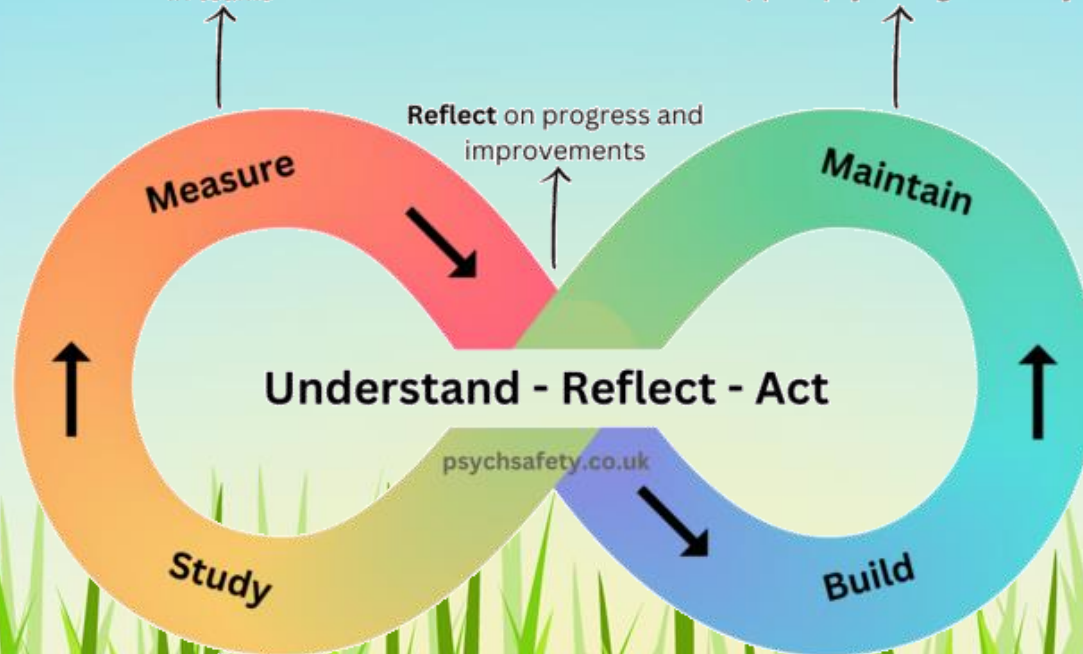 Reflect on progress and
improvements
Measure
Maintain
Understand - Reflect - Act
psychsafety.co.uk
Study
Build